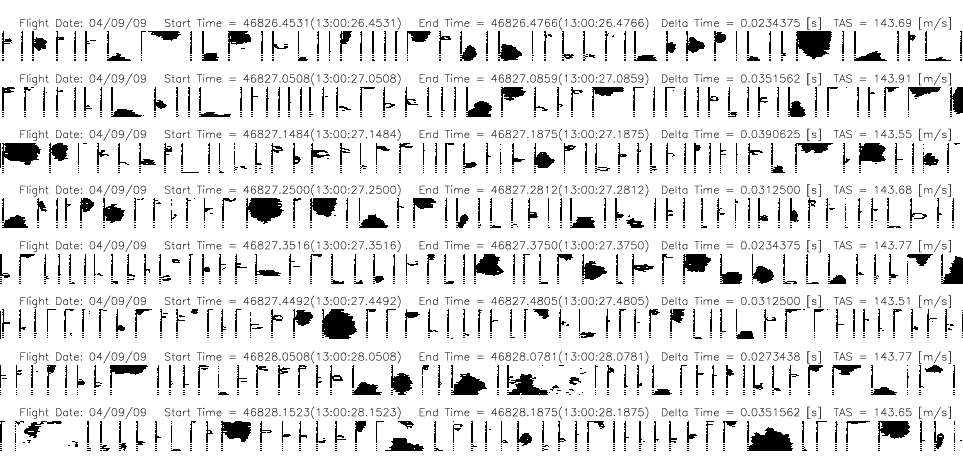 Flight Date: 04/09/09 Start Time = 46826.4531(13:00:26.4531) End Time = 46826.4766(13:00:26.4766) Delta Time = 0.0234375 [s] TAS = 143.69 [m/s]
Flight Date: 04/09/09 Start Time = 46827.0508(13:00:27.0508) End Time = 46827.0859(13:00:27.0859) Delta Time = 0.0351562 [s] TAS = 143.91 [m/s]
Flight Date: 04/09/09 Start Time = 46827.1484(13:00:27.1484) End Time = 46827.1875(13:00:27.1875) Delta Time = 0.0390625 [s] TAS = 143.55 [m/s]
Flight Date: 04/09/09 Start Time = 46827.2500(13:00:27.2500) End Time = 46827.2812(13:00:27.2812) Delta Time = 0.0312500 [s] TAS = 143.68 [m/s]
Flight Date: 04/09/09 Start Time = 46827.3516(13:00:27.3516) End Time = 46827.3750(13:00:27.3750) Delta Time = 0.0234375 [s] TAS = 143.77 [m/s]
Flight Date: 04/09/09 Start Time = 46827.4492(13:00:27.4492) End Time = 46827.4805(13:00:27.4805) Delta Time = 0.0312500 [s] TAS = 143.51 [m/s]
Flight Date: 04/09/09 Start Time = 46828.0508(13:00:28.0508) End Time = 46828.0781(13:00:28.0781) Delta Time = 0.0273438 [s] TAS = 143.77 [m/s]
Flight Date: 04/09/09 Start Time = 46828.1523(13:00:28.1523) End Time = 46828.1875(13:00:28.1875) Delta Time = 0.0351562 [s] TAS = 143.65 [m/s]